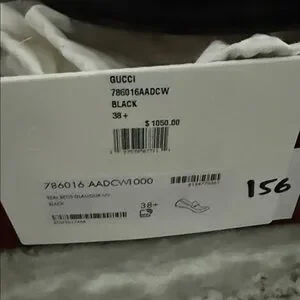 GUCCI
786016AADCW
BLACK
38+
$ 1050.00
786016 AADCW1000
BLACK
38+
156